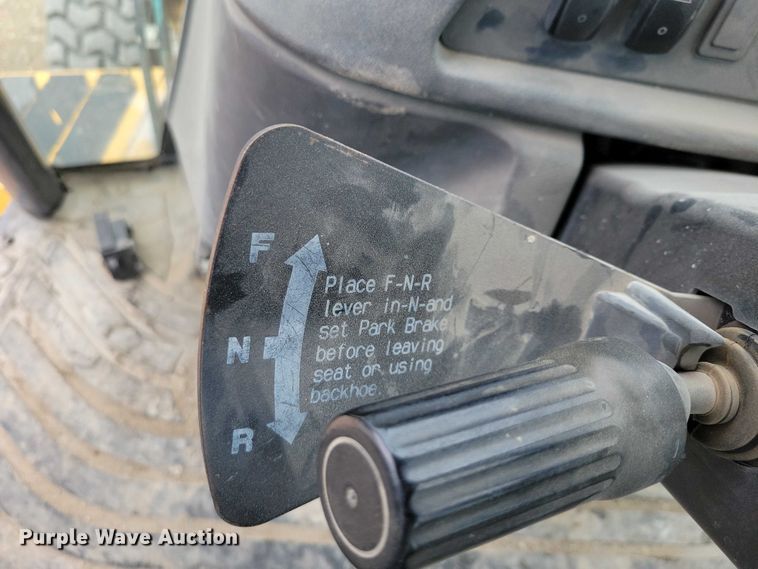 F
N
R
Place F-N-R
lever in-N-and
set Park Brake
before leaving
seat or using
backhoe.
Purple Wave Auction